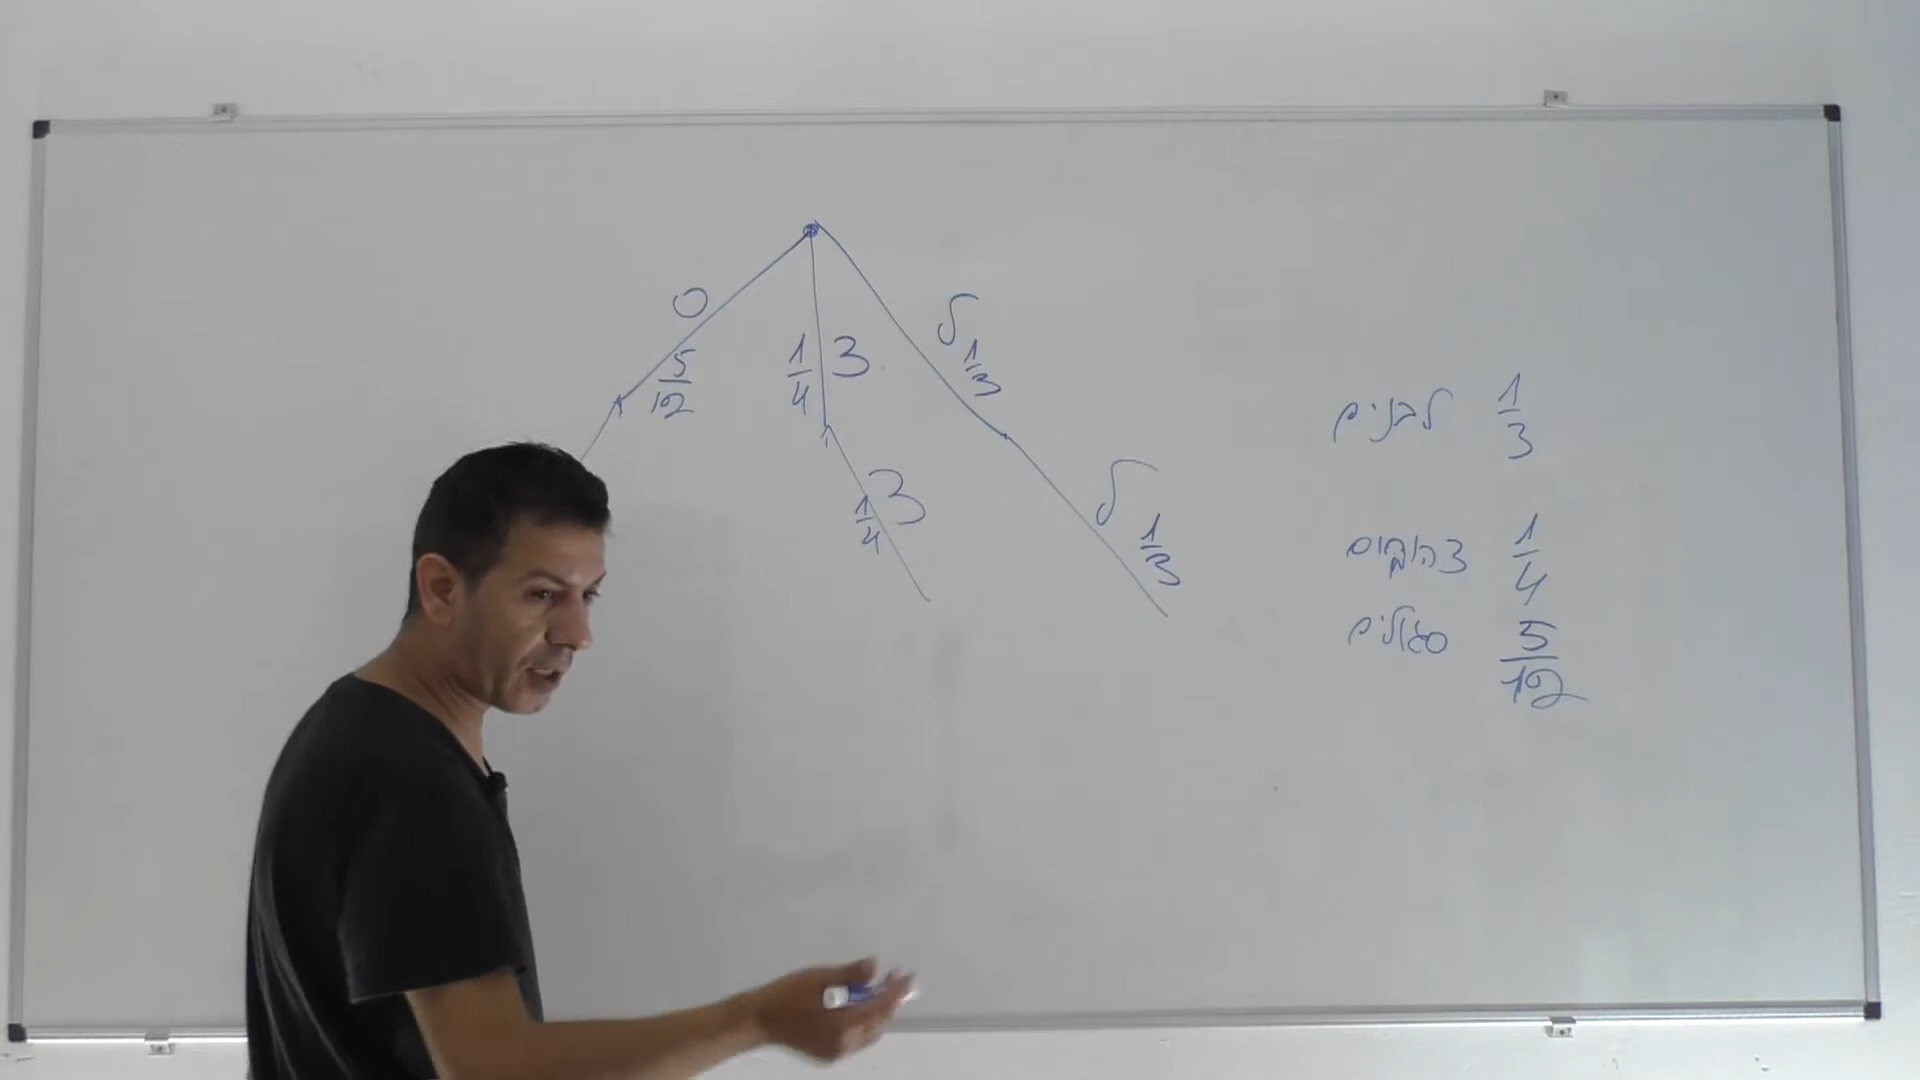 ס
5/12
1/4 צ
ל 1/3
צ 1/4
ל 1/3
לבנים 1/3
צהובים 1/4
סגולים 5/12